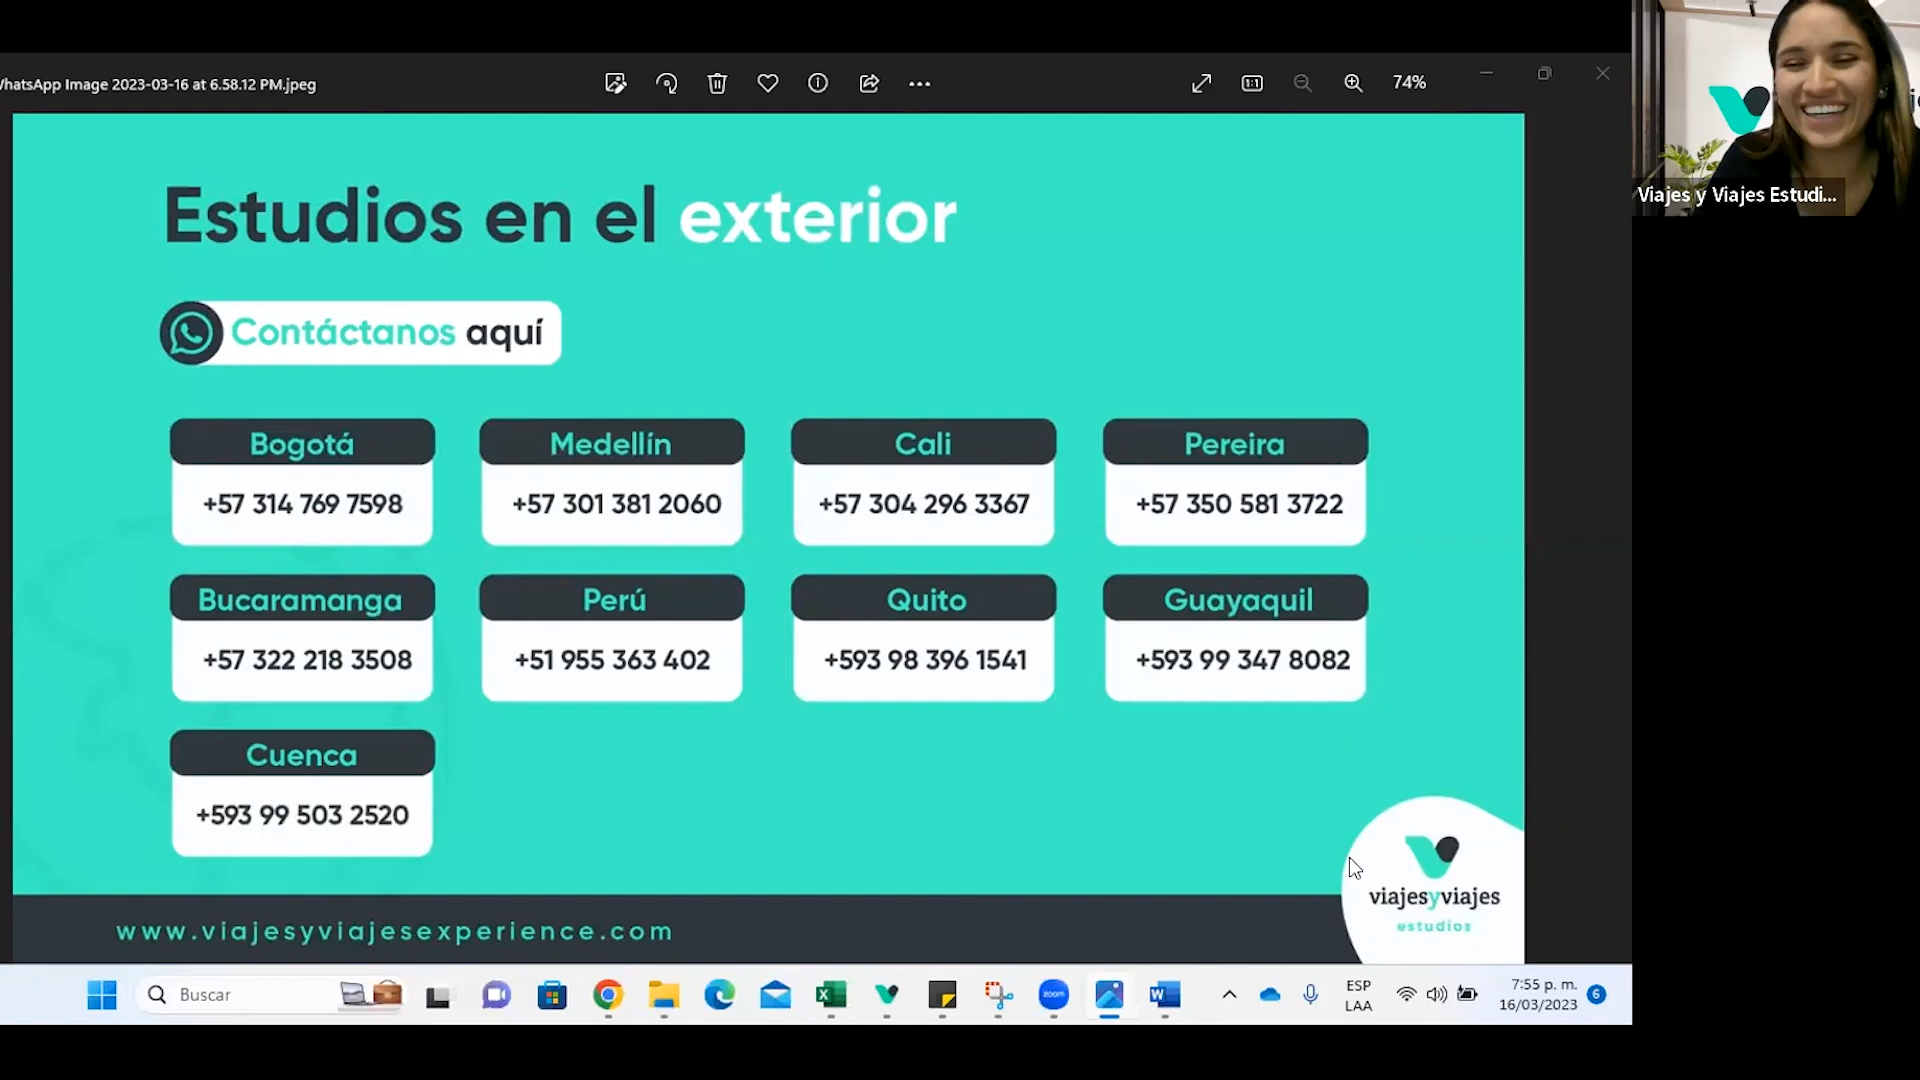 WhatsApp Image 2023-03-16 at 6.58.12 PM.jpeg
74%
Viajes y Viajes Estudi...
Estudios en el exterior
Contáctanos aquí
Bogotá
+57 314 769 7598
Medellín
+57 301 381 2060
Cali
+57 304 296 3367
Pereira
+57 350 581 3722
Bucaramanga
+57 322 218 3508
Perú
+51 955 363 402
Quito
+593 98 396 1541
Guayaquil
+593 99 347 8082
Cuenca
+593 99 503 2520
viajesyviajes
estudios
www.viajesyviajesexperience.com
Buscar
zoom
ESP
LAA
7:55 p. m.
16/03/2023
6